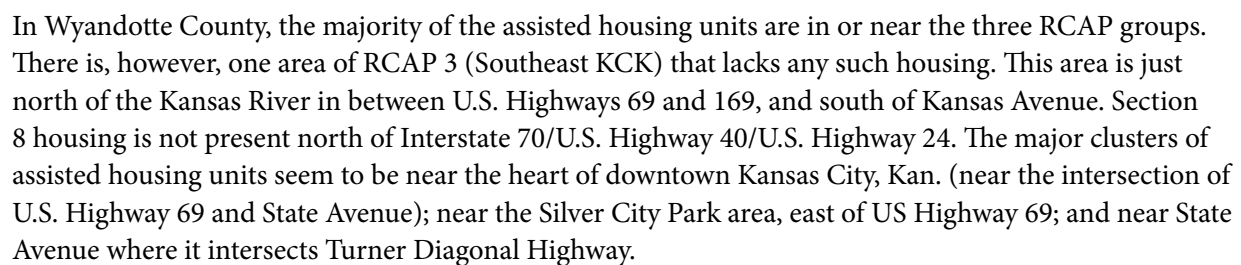 In Wyandotte County, the majority of the assisted housing units are in or near the three RCAP groups.
There is, however, one area of RCAP 3 (Southeast KCK) that lacks any such housing. This area is just
north of the Kansas River in between U.S. Highways 69 and 169, and south of Kansas Avenue. Section
8 housing is not present north of Interstate 70/U.S. Highway 40/U.S. Highway 24. The major clusters of
assisted housing units seem to be near the heart of downtown Kansas City, Kan. (near the intersection of
U.S. Highway 69 and State Avenue); near the Silver City Park area, east of US Highway 69; and near State
Avenue where it intersects Turner Diagonal Highway.